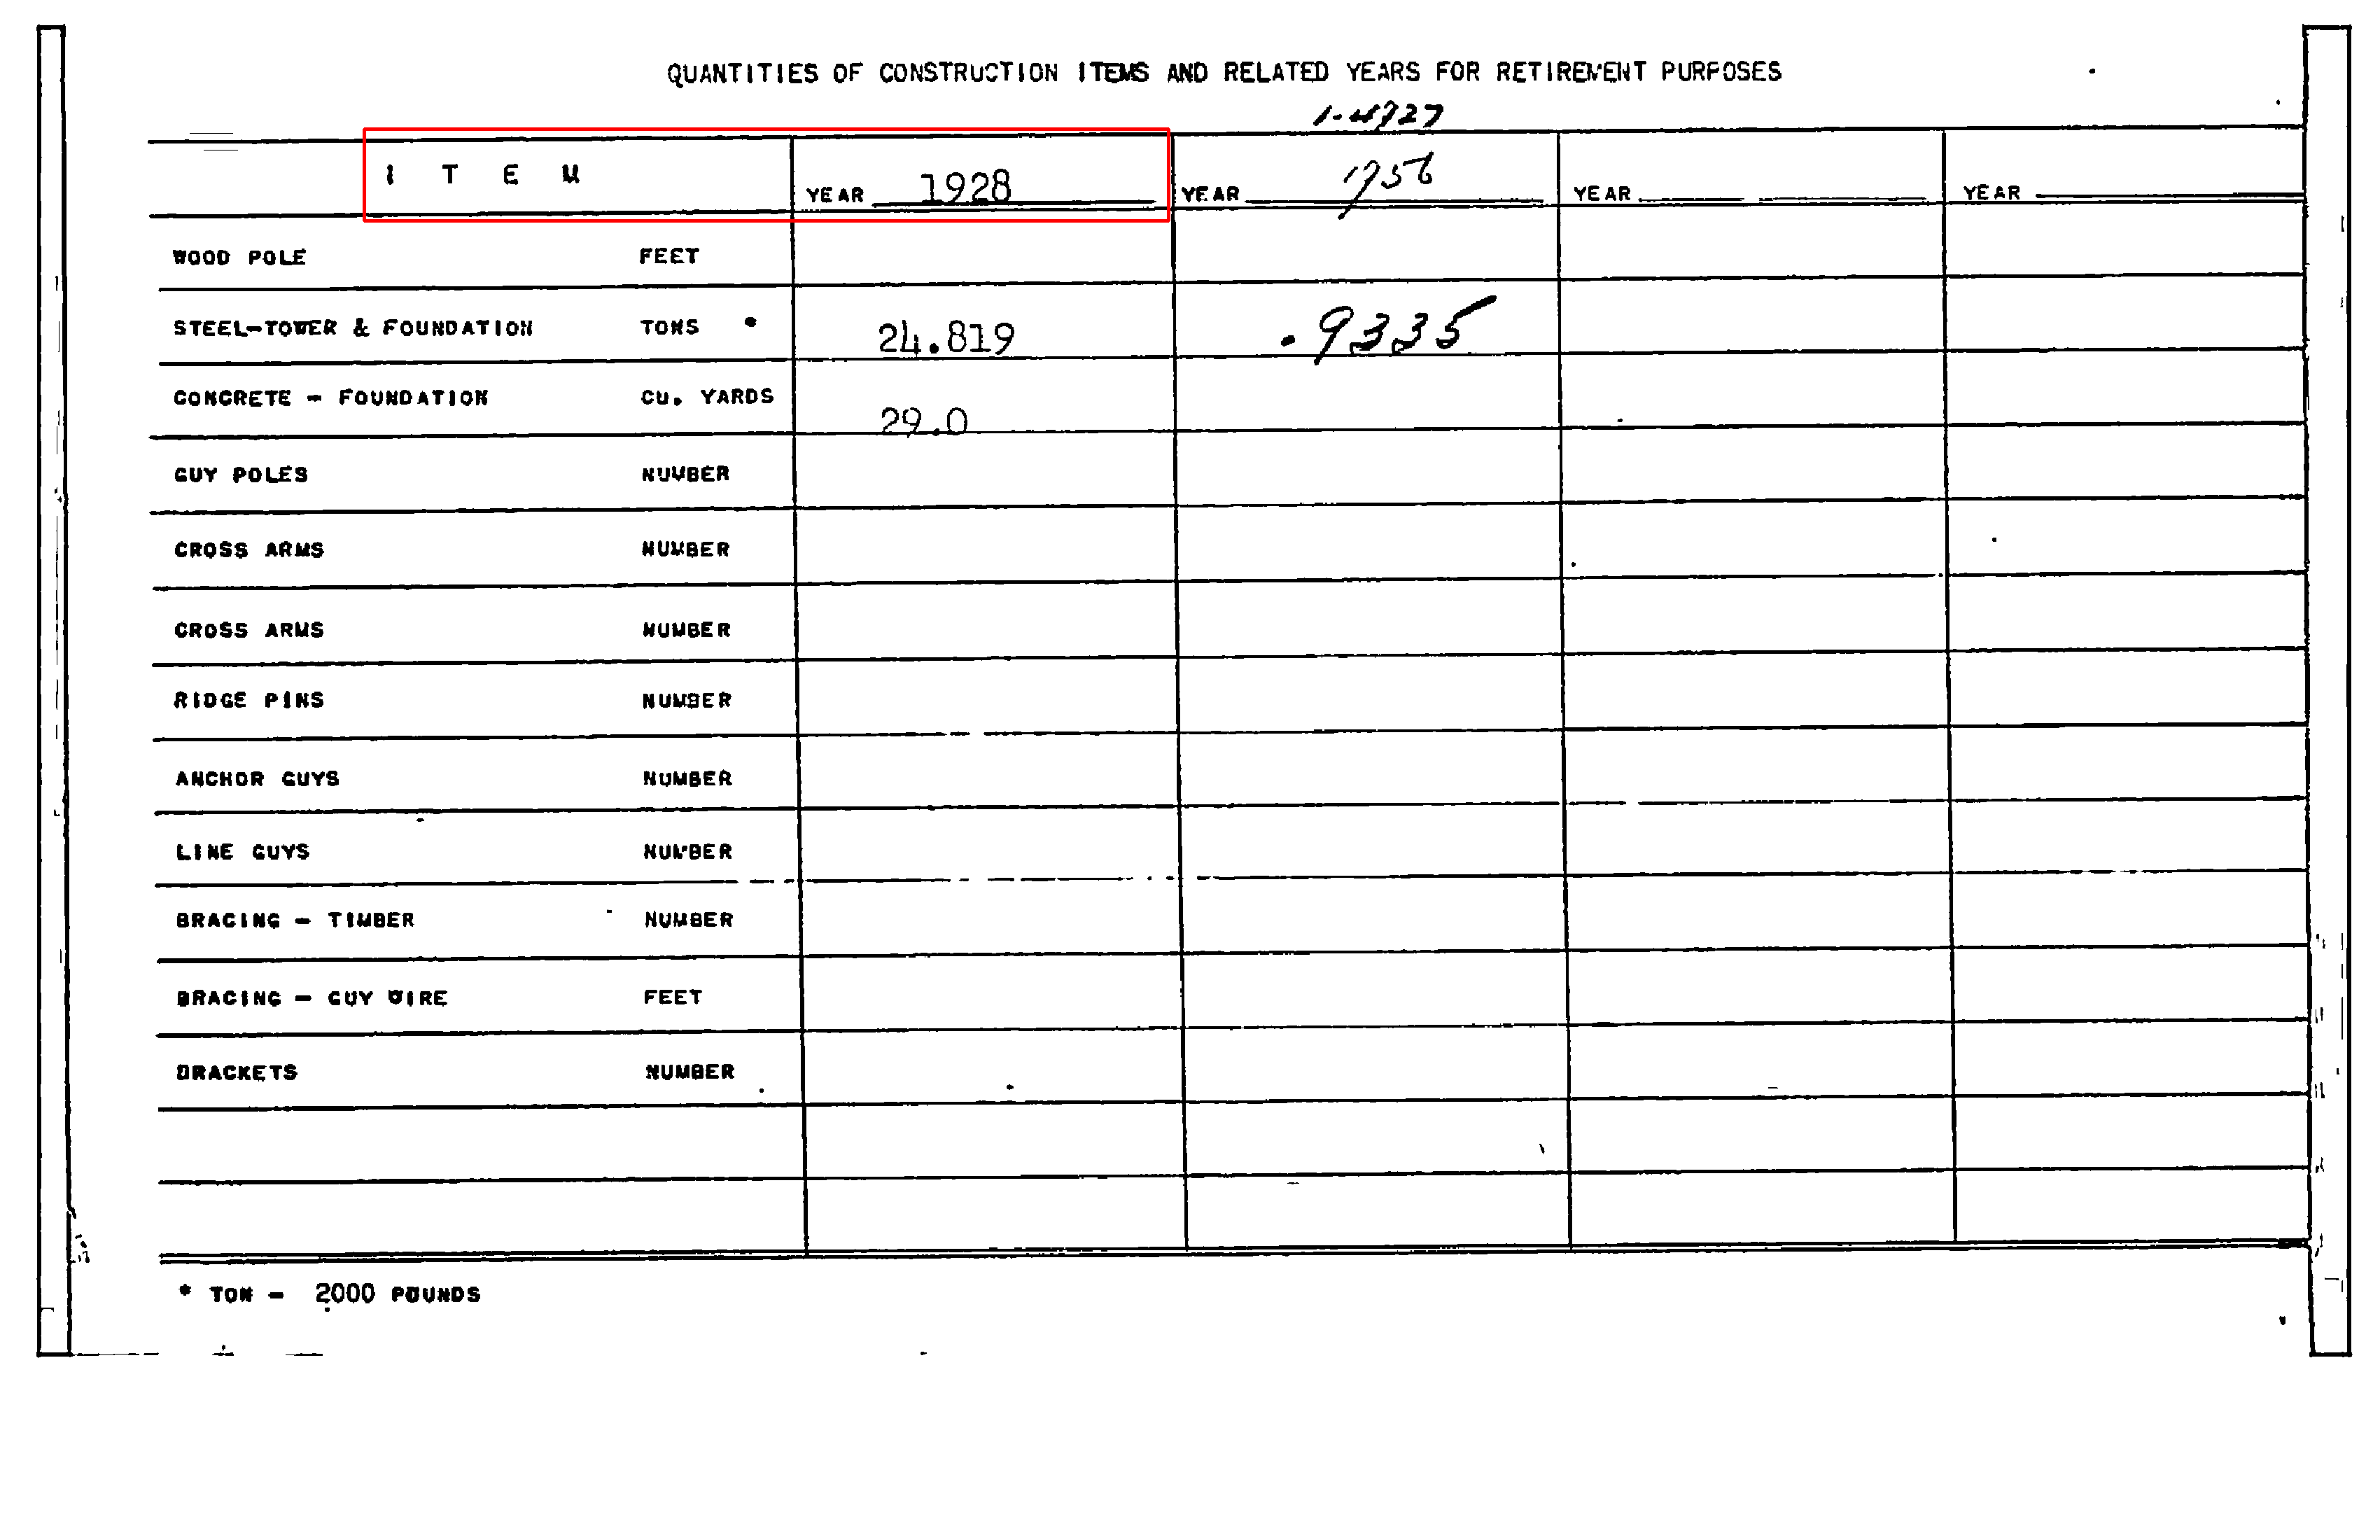 QUANTITIES OF CONSTRUCTION ITEMS AND RELATED YEARS FOR RETIREMENT PURPOSES
1-4927
ITEM YEAR 1928 YEAR 1956 YEAR YEAR
WOOD POLE FEET
STEEL-TOWER & FOUNDATION TONS * 24.819 .9335
CONCRETE - FOUNDATION CU. YARDS 29.0
GUY POLES NUMBER
CROSS ARMS NUMBER
CROSS ARMS NUMBER
RIDGE PINS NUMBER
ANCHOR GUYS NUMBER
LINE GUYS NUMBER
BRACING - TIMBER NUMBER
BRACING - GUY WIRE FEET
BRACKETS NUMBER
* TON - 2000 POUNDS